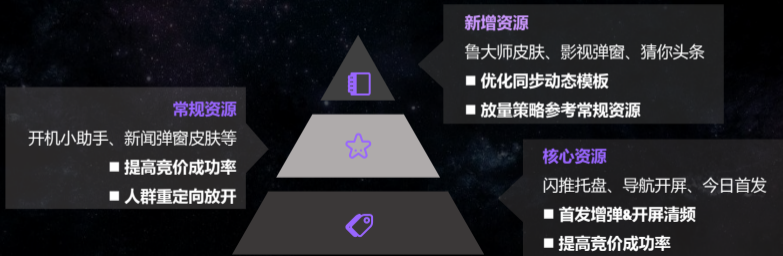 新增资源
鲁大师皮肤、影视弹窗、猜你头条
■ 优化同步动态模板
■ 放量策略参考常规资源
常规资源
开机小助手、新闻弹窗皮肤等
■ 提高竞价成功率
■ 人群重定向放开
核心资源
闪推托盘、导航开屏、今日首发
■ 首发增弹&开屏清频
■ 提高竞价成功率